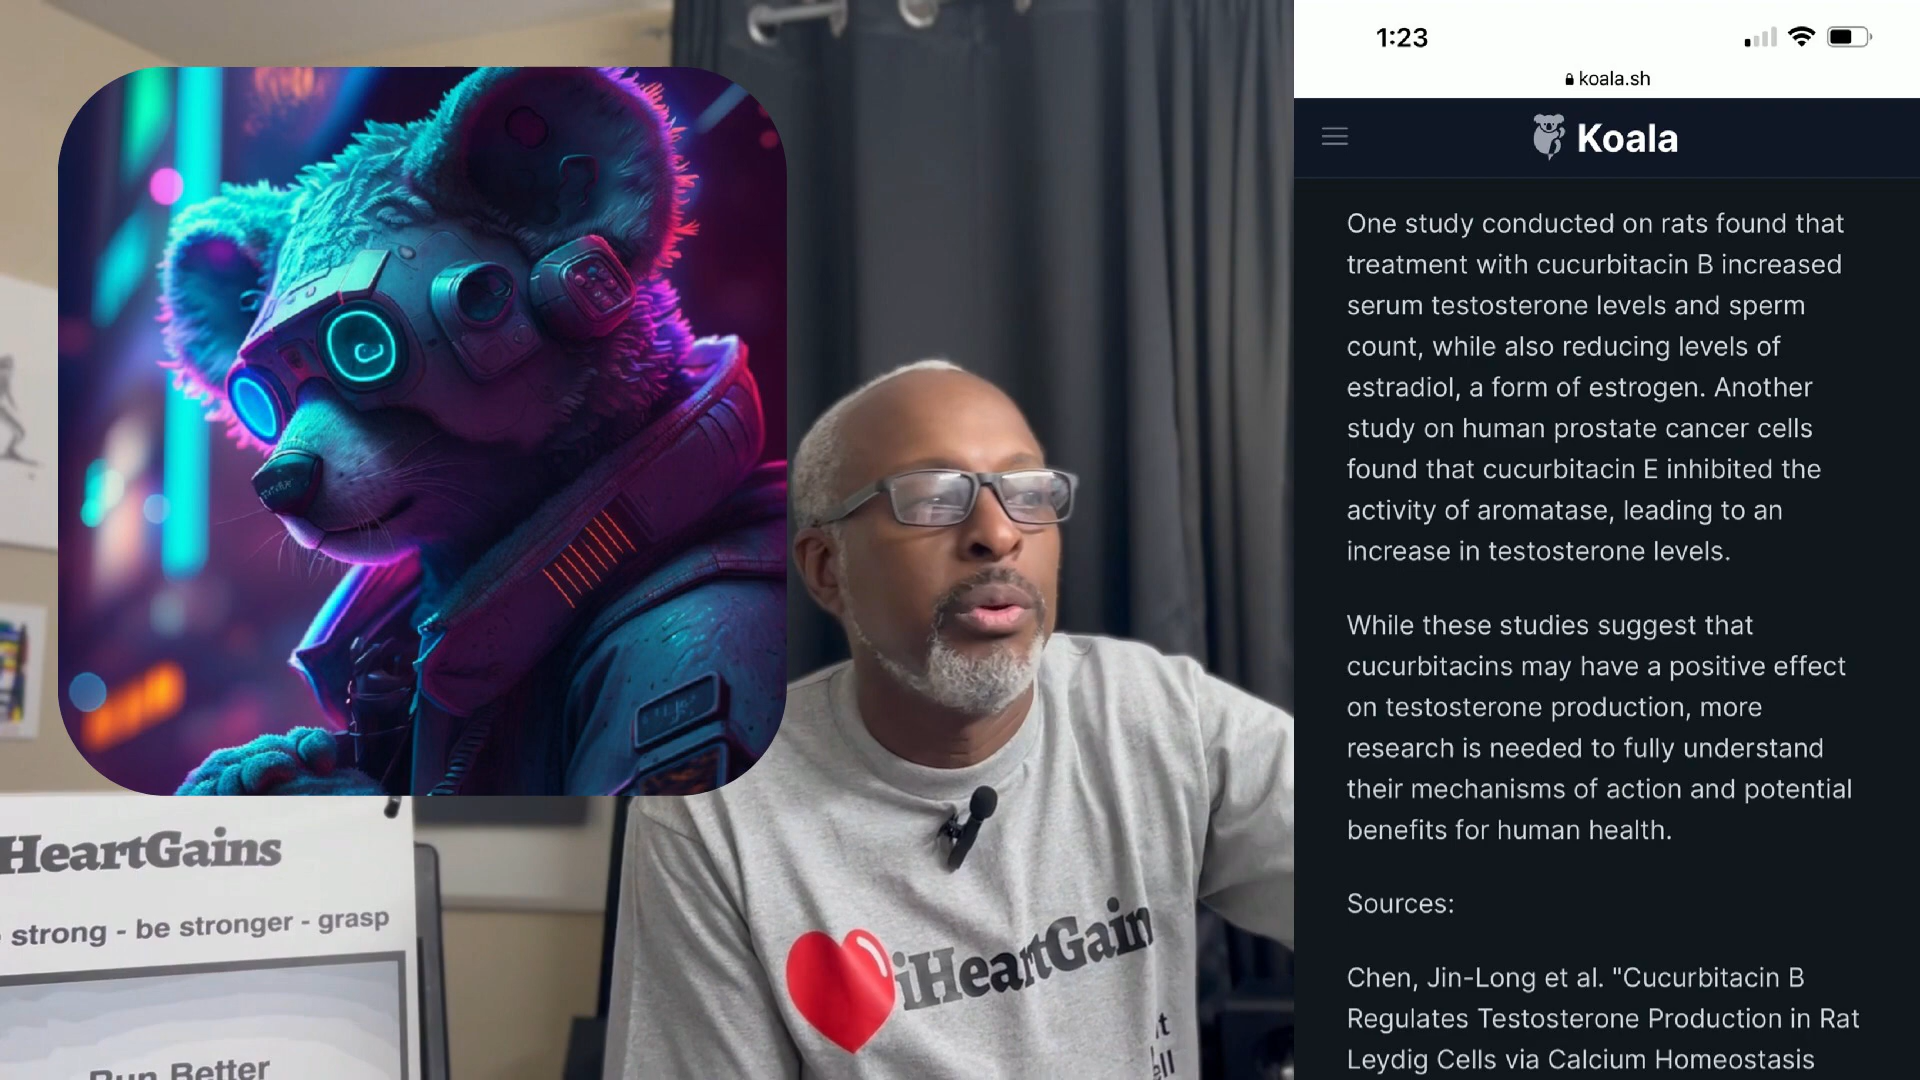 1:23
koala.sh
Koala
One study conducted on rats found that
treatment with cucurbitacin B increased
serum testosterone levels and sperm
count, while also reducing levels of
estradiol, a form of estrogen. Another
study on human prostate cancer cells
found that cucurbitacin E inhibited the
activity of aromatase, leading to an
increase in testosterone levels.
While these studies suggest that
cucurbitacins may have a positive effect
on testosterone production, more
research is needed to fully understand
their mechanisms of action and potential
benefits for human health.
Sources:
Chen, Jin-Long et al. "Cucurbitacin B
Regulates Testosterone Production in Rat
Leydig Cells via Calcium Homeostasis
HeartGains
strong - be stronger - grasp
Run Better
iHeartGain